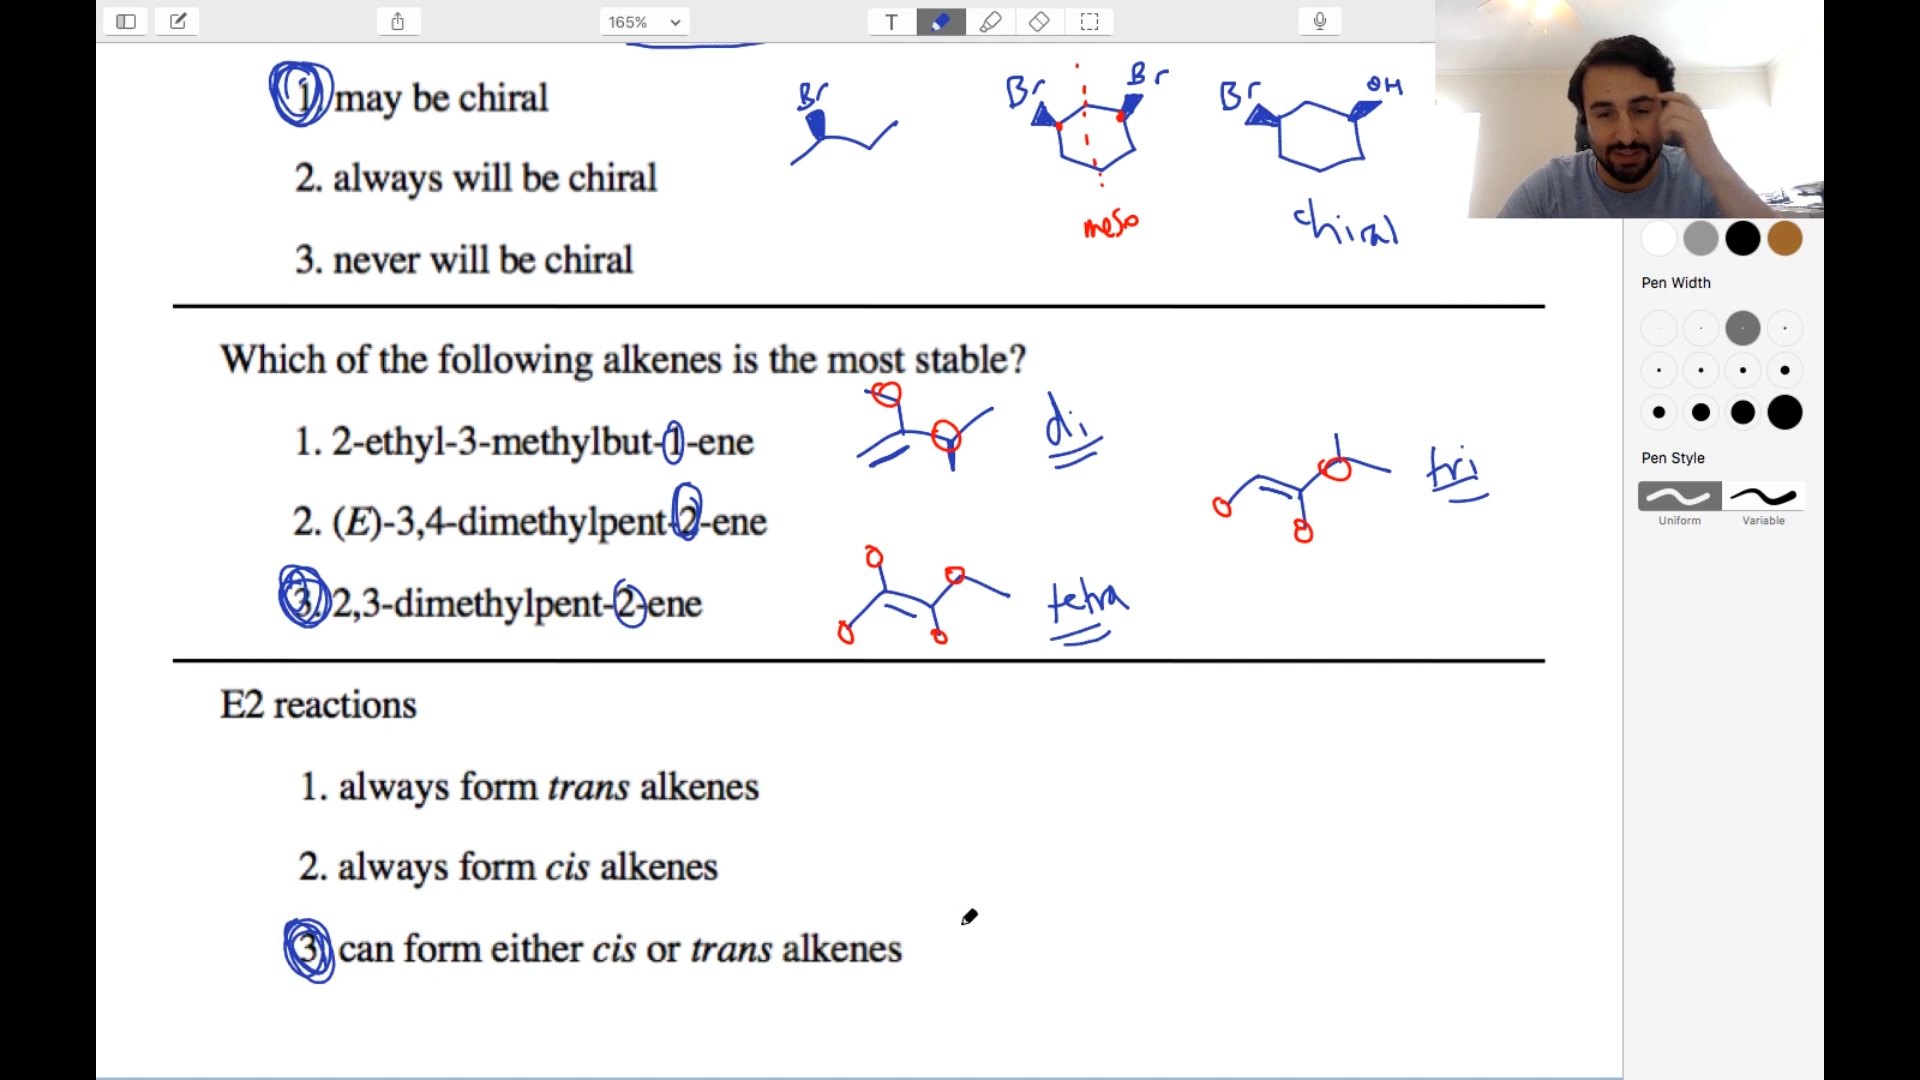 165%
T
1. may be chiral
2. always will be chiral
3. never will be chiral
Br
Br Br
meso
Br OH
chiral
Pen Width
Which of the following alkenes is the most stable?
1. 2-ethyl-3-methylbut-1-ene
di
2. (E)-3,4-dimethylpent-2-ene
tri
3. 2,3-dimethylpent-2-ene
tetra
Pen Style
Uniform Variable
E2 reactions
1. always form trans alkenes
2. always form cis alkenes
3. can form either cis or trans alkenes